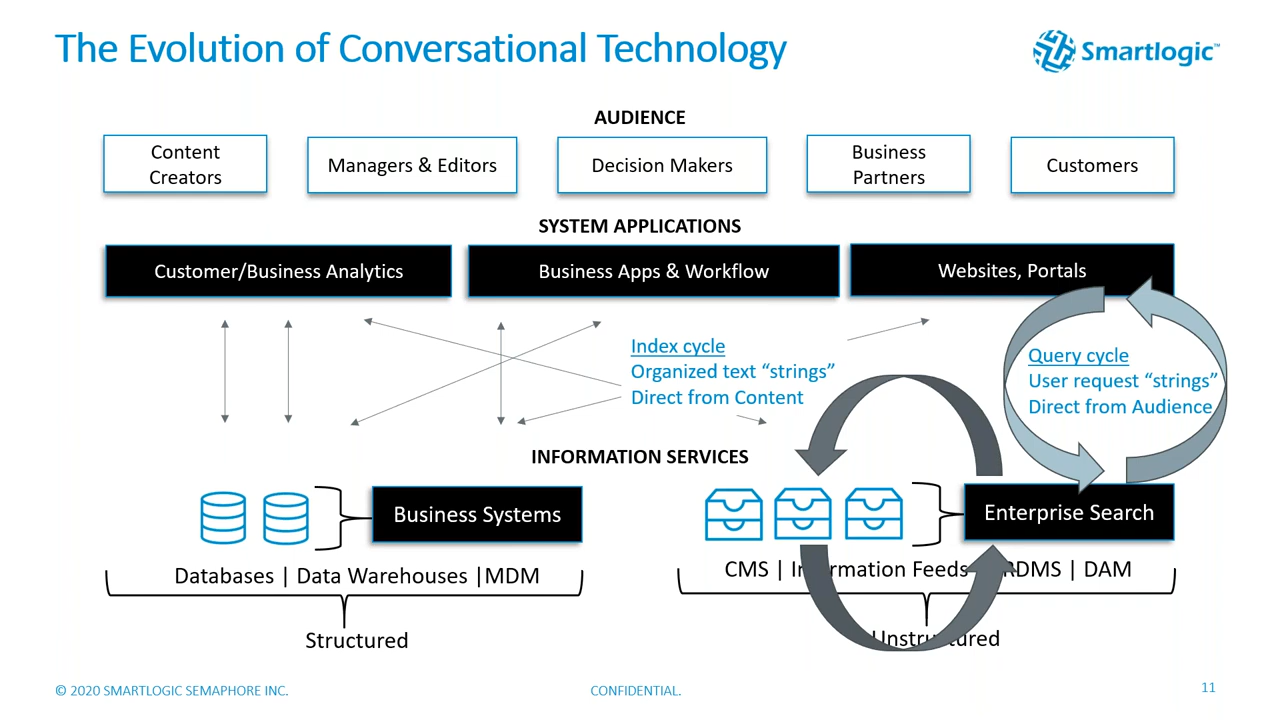 The Evolution of Conversational Technology
Smartlogic™
AUDIENCE
Content
Creators
Managers & Editors
Decision Makers
Business
Partners
Customers
SYSTEM APPLICATIONS
Customer/Business Analytics
Business Apps & Workflow
Websites, Portals
Index cycle
Organized text “strings”
Direct from Content
Query cycle
User request “strings”
Direct from Audience
INFORMATION SERVICES
Business Systems
Enterprise Search
Databases | Data Warehouses |MDM
CMS | Information Feeds RDMS | DAM
Structured
Unstructured
© 2020 SMARTLOGIC SEMAPHORE INC.
CONFIDENTIAL.
11